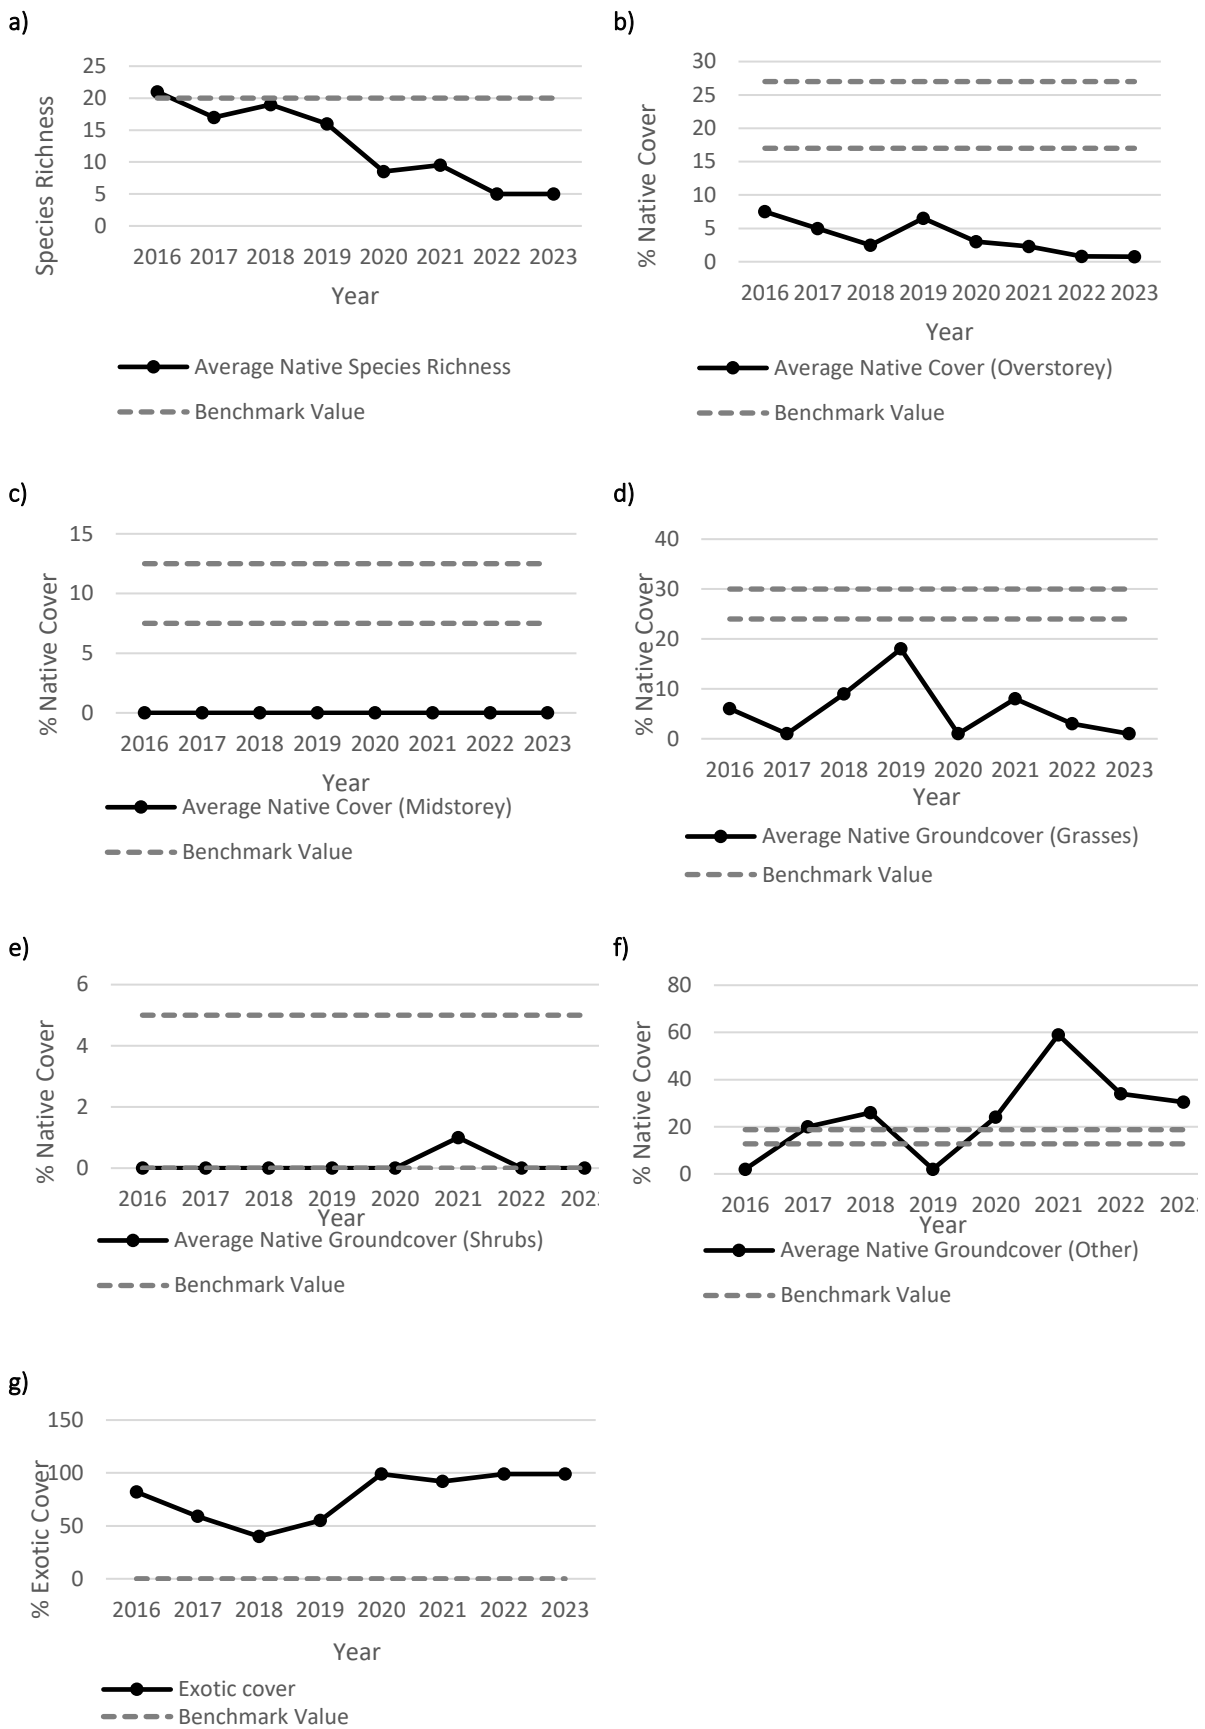 a)
25
20
15
10
5
0
Species Richness
2016 2017 2018 2019 2020 2021 2022 2023
Year
Average Native Species Richness
Benchmark Value
b)
30
25
20
15
10
5
0
% Native Cover
2016 2017 2018 2019 2020 2021 2022 2023
Year
Average Native Cover (Overstorey)
Benchmark Value
c)
15
10
5
0
% Native Cover
2016 2017 2018 2019 2020 2021 2022 2023
Year
Average Native Cover (Midstorey)
Benchmark Value
d)
40
30
20
10
0
% Native Cover
2016 2017 2018 2019 2020 2021 2022 2023
Year
Average Native Groundcover (Grasses)
Benchmark Value
e)
6
4
2
0
% Native Cover
2016 2017 2018 2019 2020 2021 2022 202
Year
Average Native Groundcover (Shrubs)
Benchmark Value
f)
80
60
40
20
0
% Native Cover
2016 2017 2018 2019 2020 2021 2022 202
Year
Average Native Groundcover (Other)
Benchmark Value
g)
150
100
50
0
% Exotic Cover
2016 2017 2018 2019 2020 2021 2022 2023
Year
Exotic cover
Benchmark Value